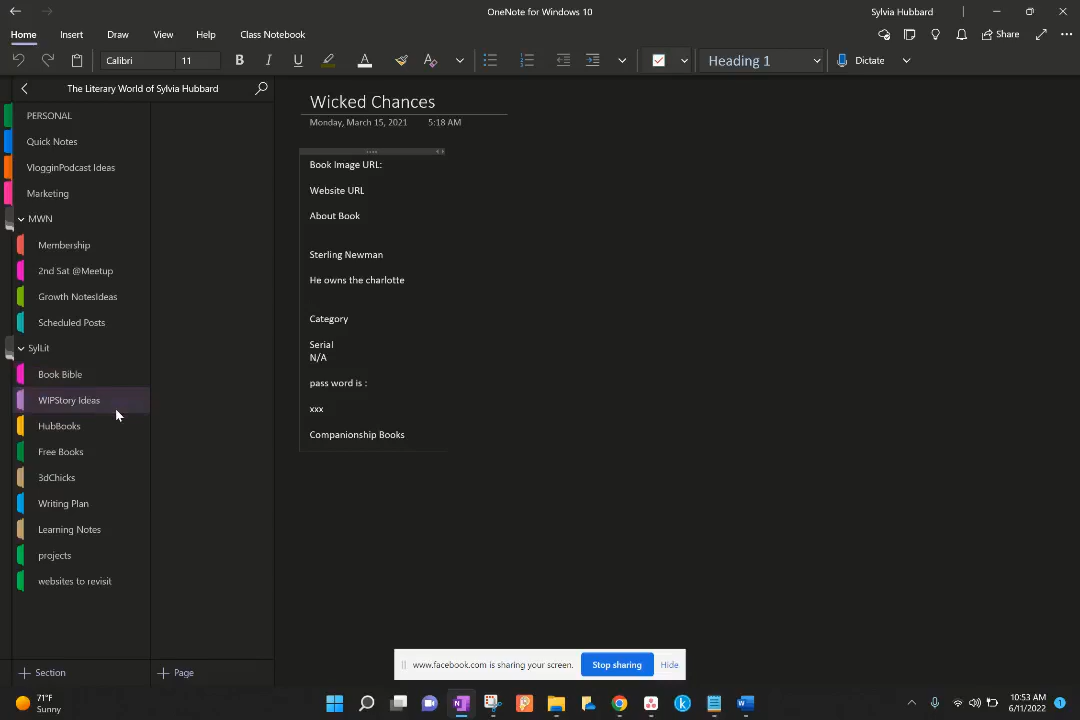 OneNote for Windows 10
Sylvia Hubbard
Home
Insert
Draw
View
Help
Class Notebook
Share
Calibri
11
B
I
U
A
A
Heading 1
Dictate
The Literary World of Sylvia Hubbard
PERSONAL
Quick Notes
VlogginPodcast Ideas
Marketing
MWN
Membership
2nd Sat @Meetup
Growth NotesIdeas
Scheduled Posts
SylLit
Book Bible
WIPStory Ideas
HubBooks
Free Books
3dChicks
Writing Plan
Learning Notes
projects
websites to revisit
Section
Page
Wicked Chances
Monday, March 15, 2021
5:18 AM
Book Image URL:
Website URL
About Book
Sterling Newman
He owns the charlotte
Category
Serial
N/A
pass word is :
xxx
Companionship Books
www.facebook.com is sharing your screen.
Stop sharing
Hide
71°F
Sunny
10:53 AM
6/11/2022
1